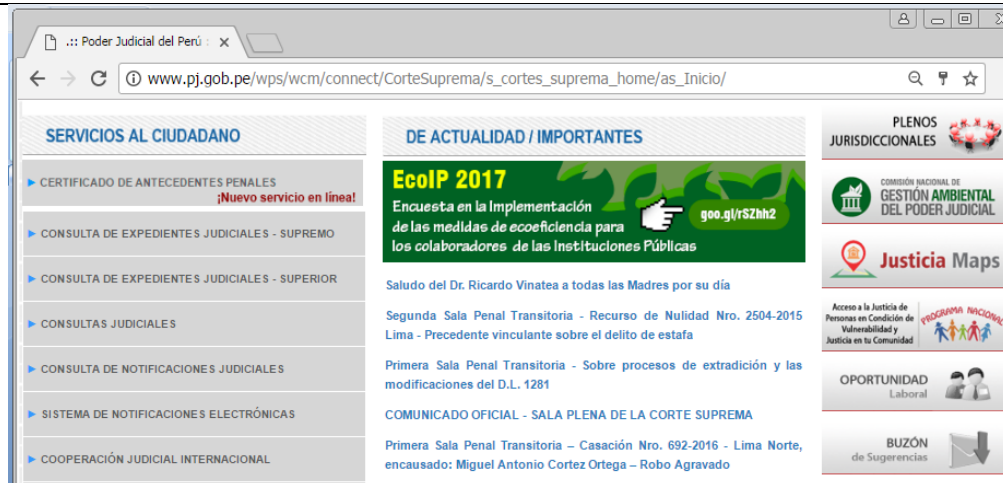 .:: Poder Judicial del Perú :
www.pj.gob.pe/wps/wcm/connect/CorteSuprema/s_cortes_suprema_home/as_Inicio/
SERVICIOS AL CIUDADANO
CERTIFICADO DE ANTECEDENTES PENALES
¡Nuevo servicio en línea!
CONSULTA DE EXPEDIENTES JUDICIALES - SUPREMO
CONSULTA DE EXPEDIENTES JUDICIALES - SUPERIOR
CONSULTAS JUDICIALES
CONSULTA DE NOTIFICACIONES JUDICIALES
SISTEMA DE NOTIFICACIONES ELECTRÓNICAS
COOPERACIÓN JUDICIAL INTERNACIONAL
DE ACTUALIDAD / IMPORTANTES
EcoIP 2017
Encuesta en la Implementación
de las medidas de ecoeficiencia para
los colaboradores de las Instituciones Públicas
goo.gl/rSZhh2
Saludo del Dr. Ricardo Vinatea a todas las Madres por su día
Segunda Sala Penal Transitoria - Recurso de Nulidad Nro. 2504-2015
Lima - Precedente vinculante sobre el delito de estafa
Primera Sala Penal Transitoria - Sobre procesos de extradición y las
modificaciones del D.L. 1281
COMUNICADO OFICIAL - SALA PLENA DE LA CORTE SUPREMA
Primera Sala Penal Transitoria – Casación Nro. 692-2016 - Lima Norte,
encausado: Miguel Antonio Cortez Ortega – Robo Agravado
PLENOS
JURISDICCIONALES
COMISIÓN NACIONAL DE
GESTIÓN AMBIENTAL
DEL PODER JUDICIAL
Justicia Maps
Acceso a la Justicia de
Personas en Condición de
Vulnerabilidad y
Justicia en tu Comunidad
PROGRAMA NACIONAL
OPORTUNIDAD
Laboral
BUZÓN
de Sugerencias